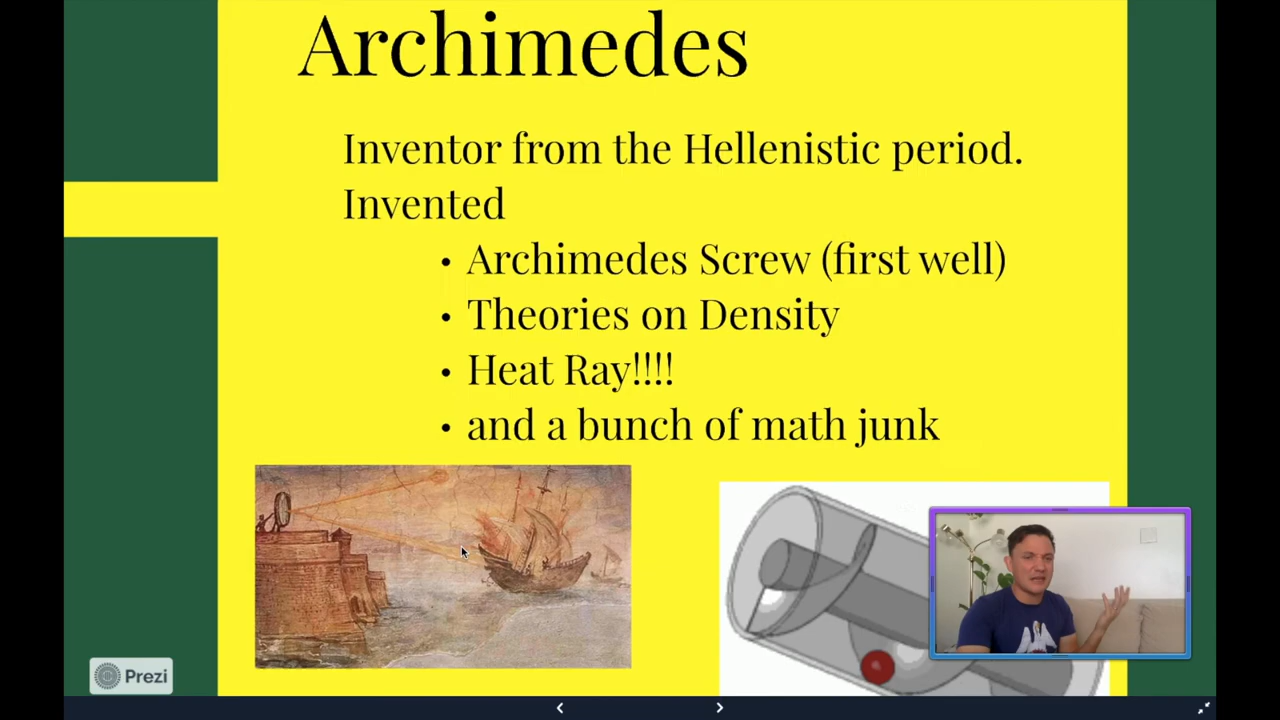 Archimedes
Inventor from the Hellenistic period.
Invented
• Archimedes Screw (first well)
• Theories on Density
• Heat Ray!!!!
• and a bunch of math junk
Prezi